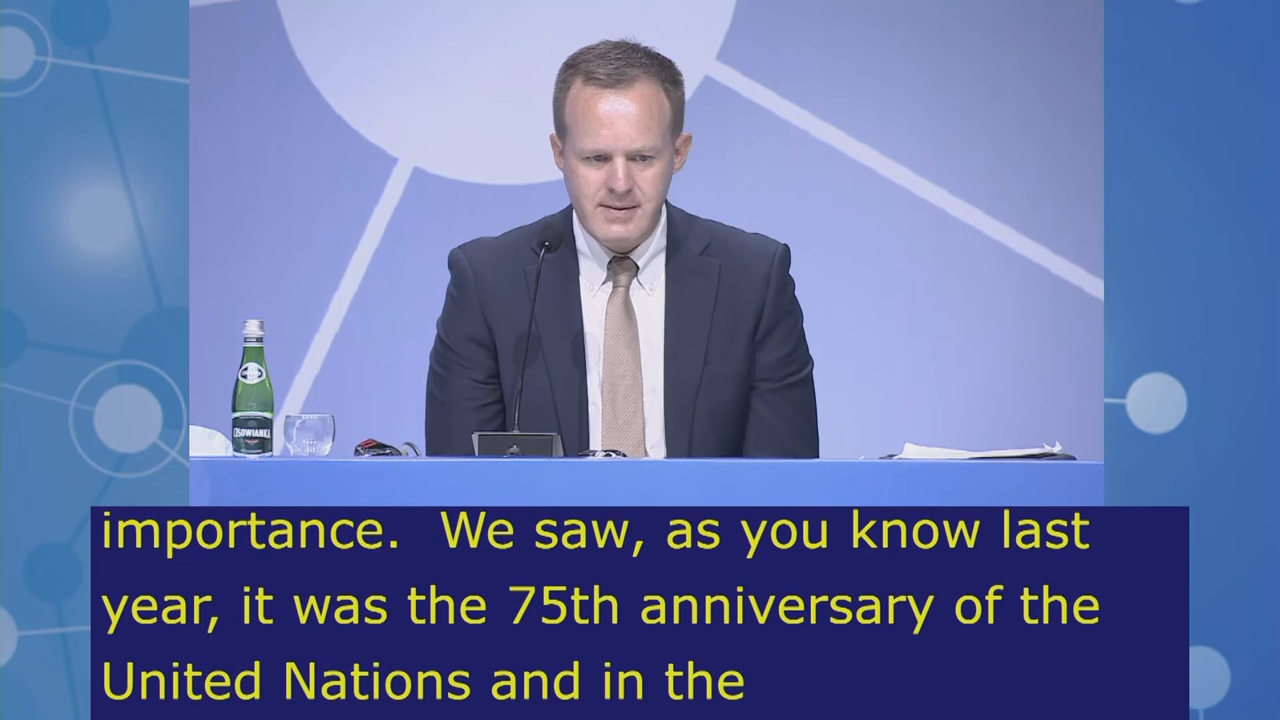 CISOWIANKA
importance.  We saw, as you know last
year, it was the 75th anniversary of the
United Nations and in the